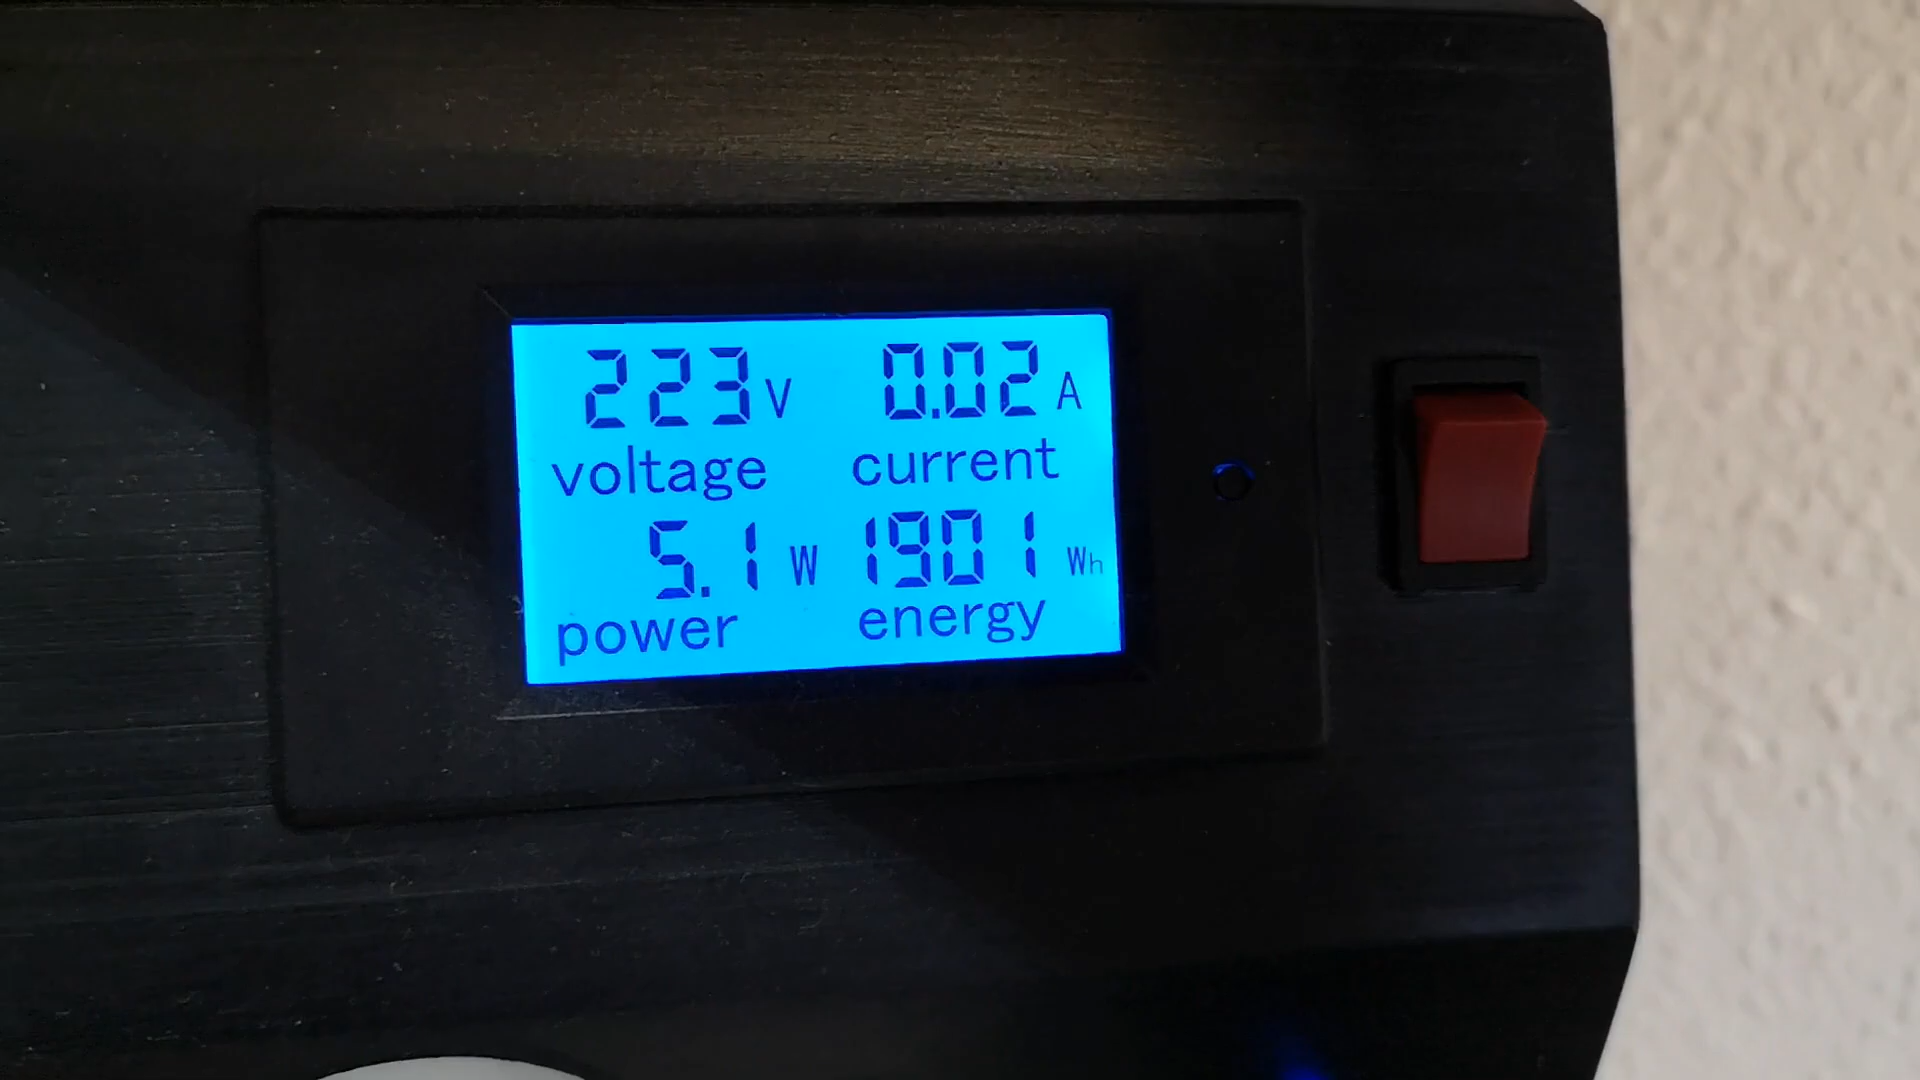 223 V 0.02 A
voltage current
5.1 W 1901 Wh
power energy